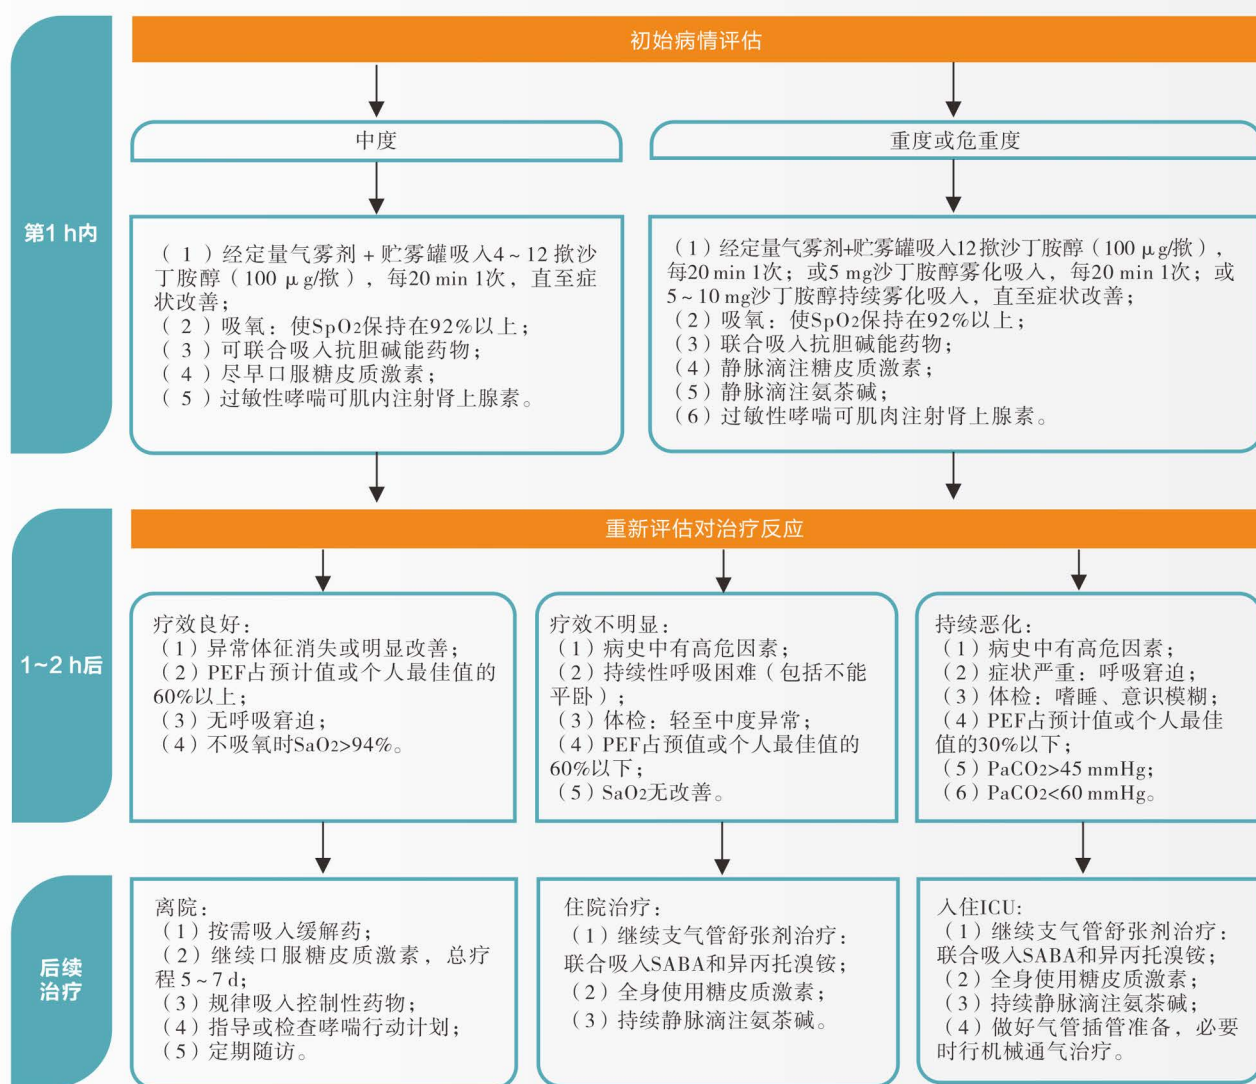 初始病情评估
中度
重度或危重度
第1 h内
（1）经定量气雾剂 + 贮雾罐吸入4～12 揿沙
丁胺醇（100 μg/揿），每20 min 1次，直至症
状改善；
（2）吸氧：使SpO2保持在92%以上；
（3）可联合吸入抗胆碱能药物；
（4）尽早口服糖皮质激素；
（5）过敏性哮喘可肌内注射肾上腺素。
（1）经定量气雾剂+贮雾罐吸入12 揿沙丁胺醇（100 μg/揿），
每20 min 1次；或5 mg沙丁胺醇雾化吸入，每20 min 1次；或
5～10 mg沙丁胺醇持续雾化吸入，直至症状改善；
（2）吸氧：使SpO2保持在92%以上；
（3）联合吸入抗胆碱能药物；
（4）静脉滴注糖皮质激素；
（5）静脉滴注氨茶碱；
（6）过敏性哮喘可肌肉注射肾上腺素。
重新评估对治疗反应
1~2 h后
疗效良好：
（1）异常体征消失或明显改善；
（2）PEF占预计值或个人最佳值的
60%以上；
（3）无呼吸窘迫；
（4）不吸氧时SaO2>94%。
疗效不明显：
（1）病史中有高危因素；
（2）持续性呼吸困难（包括不能
平卧）；
（3）体检：轻至中度异常；
（4）PEF占预值或个人最佳值的
60%以下；
（5）SaO2无改善。
持续恶化：
（1）病史中有高危因素；
（2）症状严重：呼吸窘迫；
（3）体检：嗜睡、意识模糊；
（4）PEF占预计值或个人最佳
值的30%以下；
（5）PaCO2>45 mmHg；
（6）PaCO2<60 mmHg。
后续
治疗
离院：
（1）按需吸入缓解药；
（2）继续口服糖皮质激素，总疗
程 5～7 d；
（3）规律吸入控制性药物；
（4）指导或检查哮喘行动计划；
（5）定期随访。
住院治疗：
（1）继续支气管舒张剂治疗：
联合吸入SABA和异丙托溴铵；
（2）全身使用糖皮质激素；
（3）持续静脉滴注氨茶碱。
入住ICU:
（1）继续支气管舒张剂治疗：
联合吸入SABA和异丙托溴铵；
（2）全身使用糖皮质激素；
（3）持续静脉滴注氨茶碱；
（4）做好气管插管准备，必要
时行机械通气治疗。